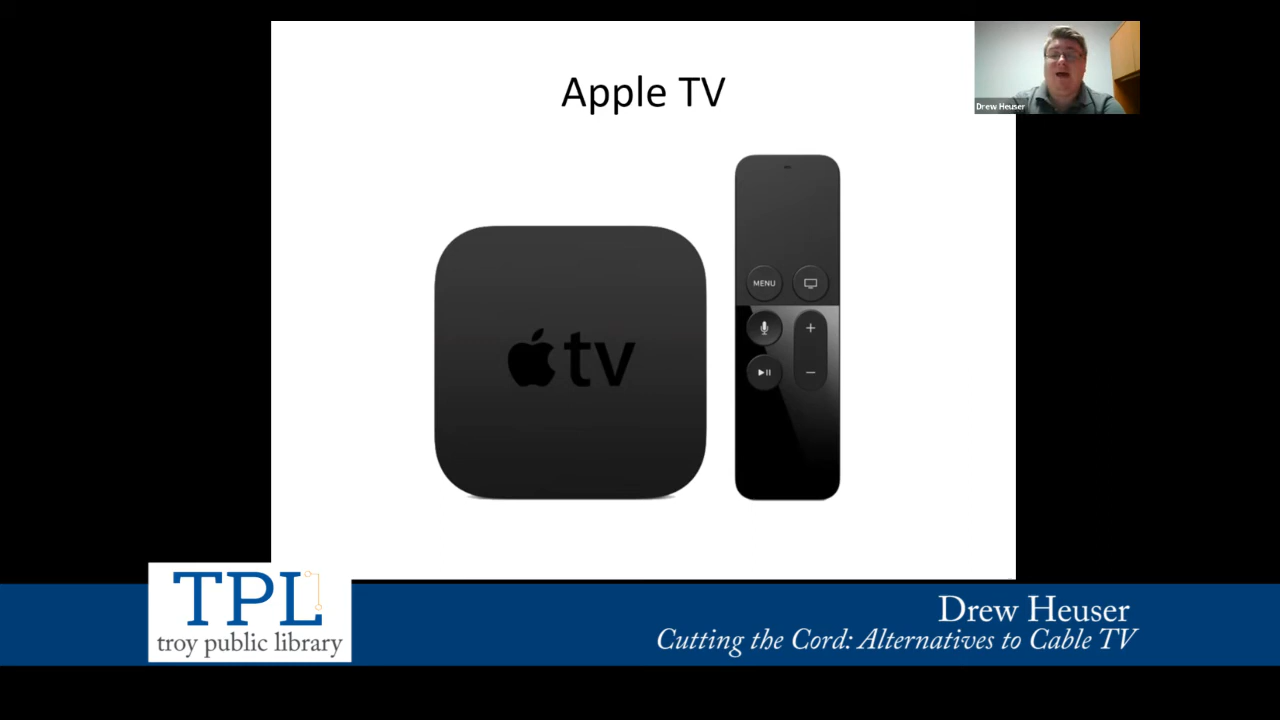 Apple TV
Drew Heuser
tv
MENU
TPL
troy public library
Drew Heuser
Cutting the Cord: Alternatives to Cable TV